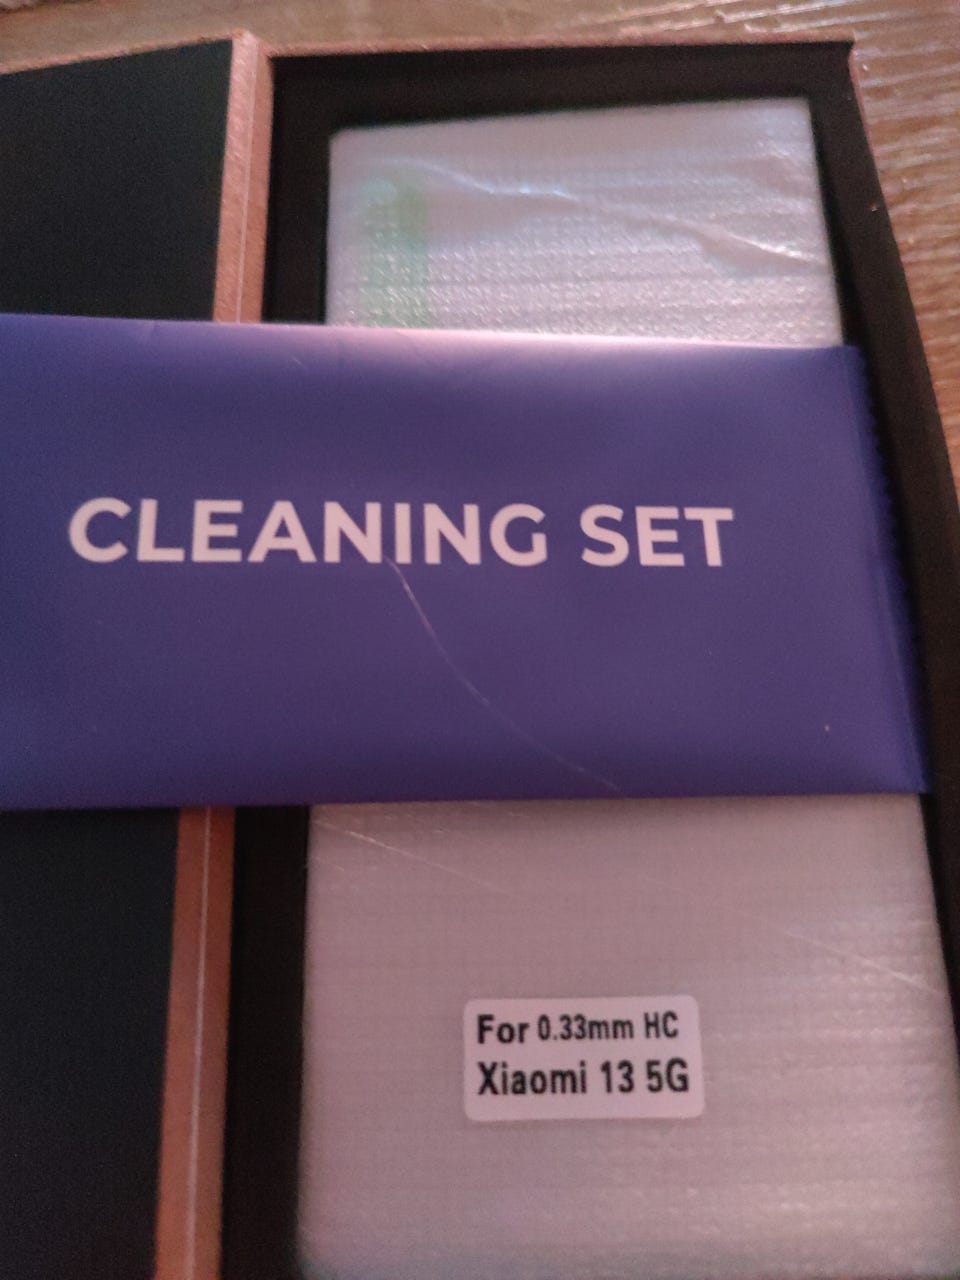 CLEANING SET
For 0.33mm HC
Xiaomi 13 5G